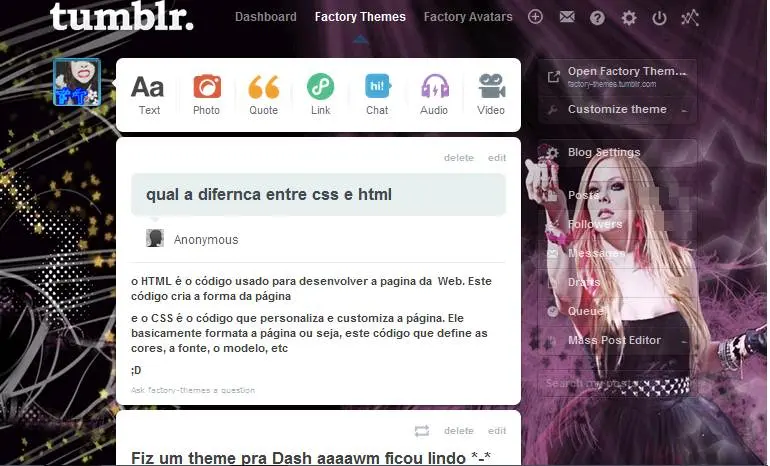 tumblr.
Dashboard Factory Themes Factory Avatars
Aa
hi!
Text Photo Quote Link Chat Audio Video
Open Factory Them...
factory-themes.tumblr.com
Customize theme
delete edit
Blog Settings
qual a difernca entre css e html
Posts
Followers
Anonymous
Messages
o HTML è o código usado para desenvolver a pagina da Web. Este
código cria a forma da página
Drafts
Queue
e o CSS è o código que personaliza e customiza a página. Ele
basicamente formata a página ou seja, este código que define as
cores, a fonte, o modelo, etc
Mass Post Editor
;D
Search my posts
Ask factory-themes a question
delete edit
Fiz um theme pra Dash aaaawm ficou lindo *-*